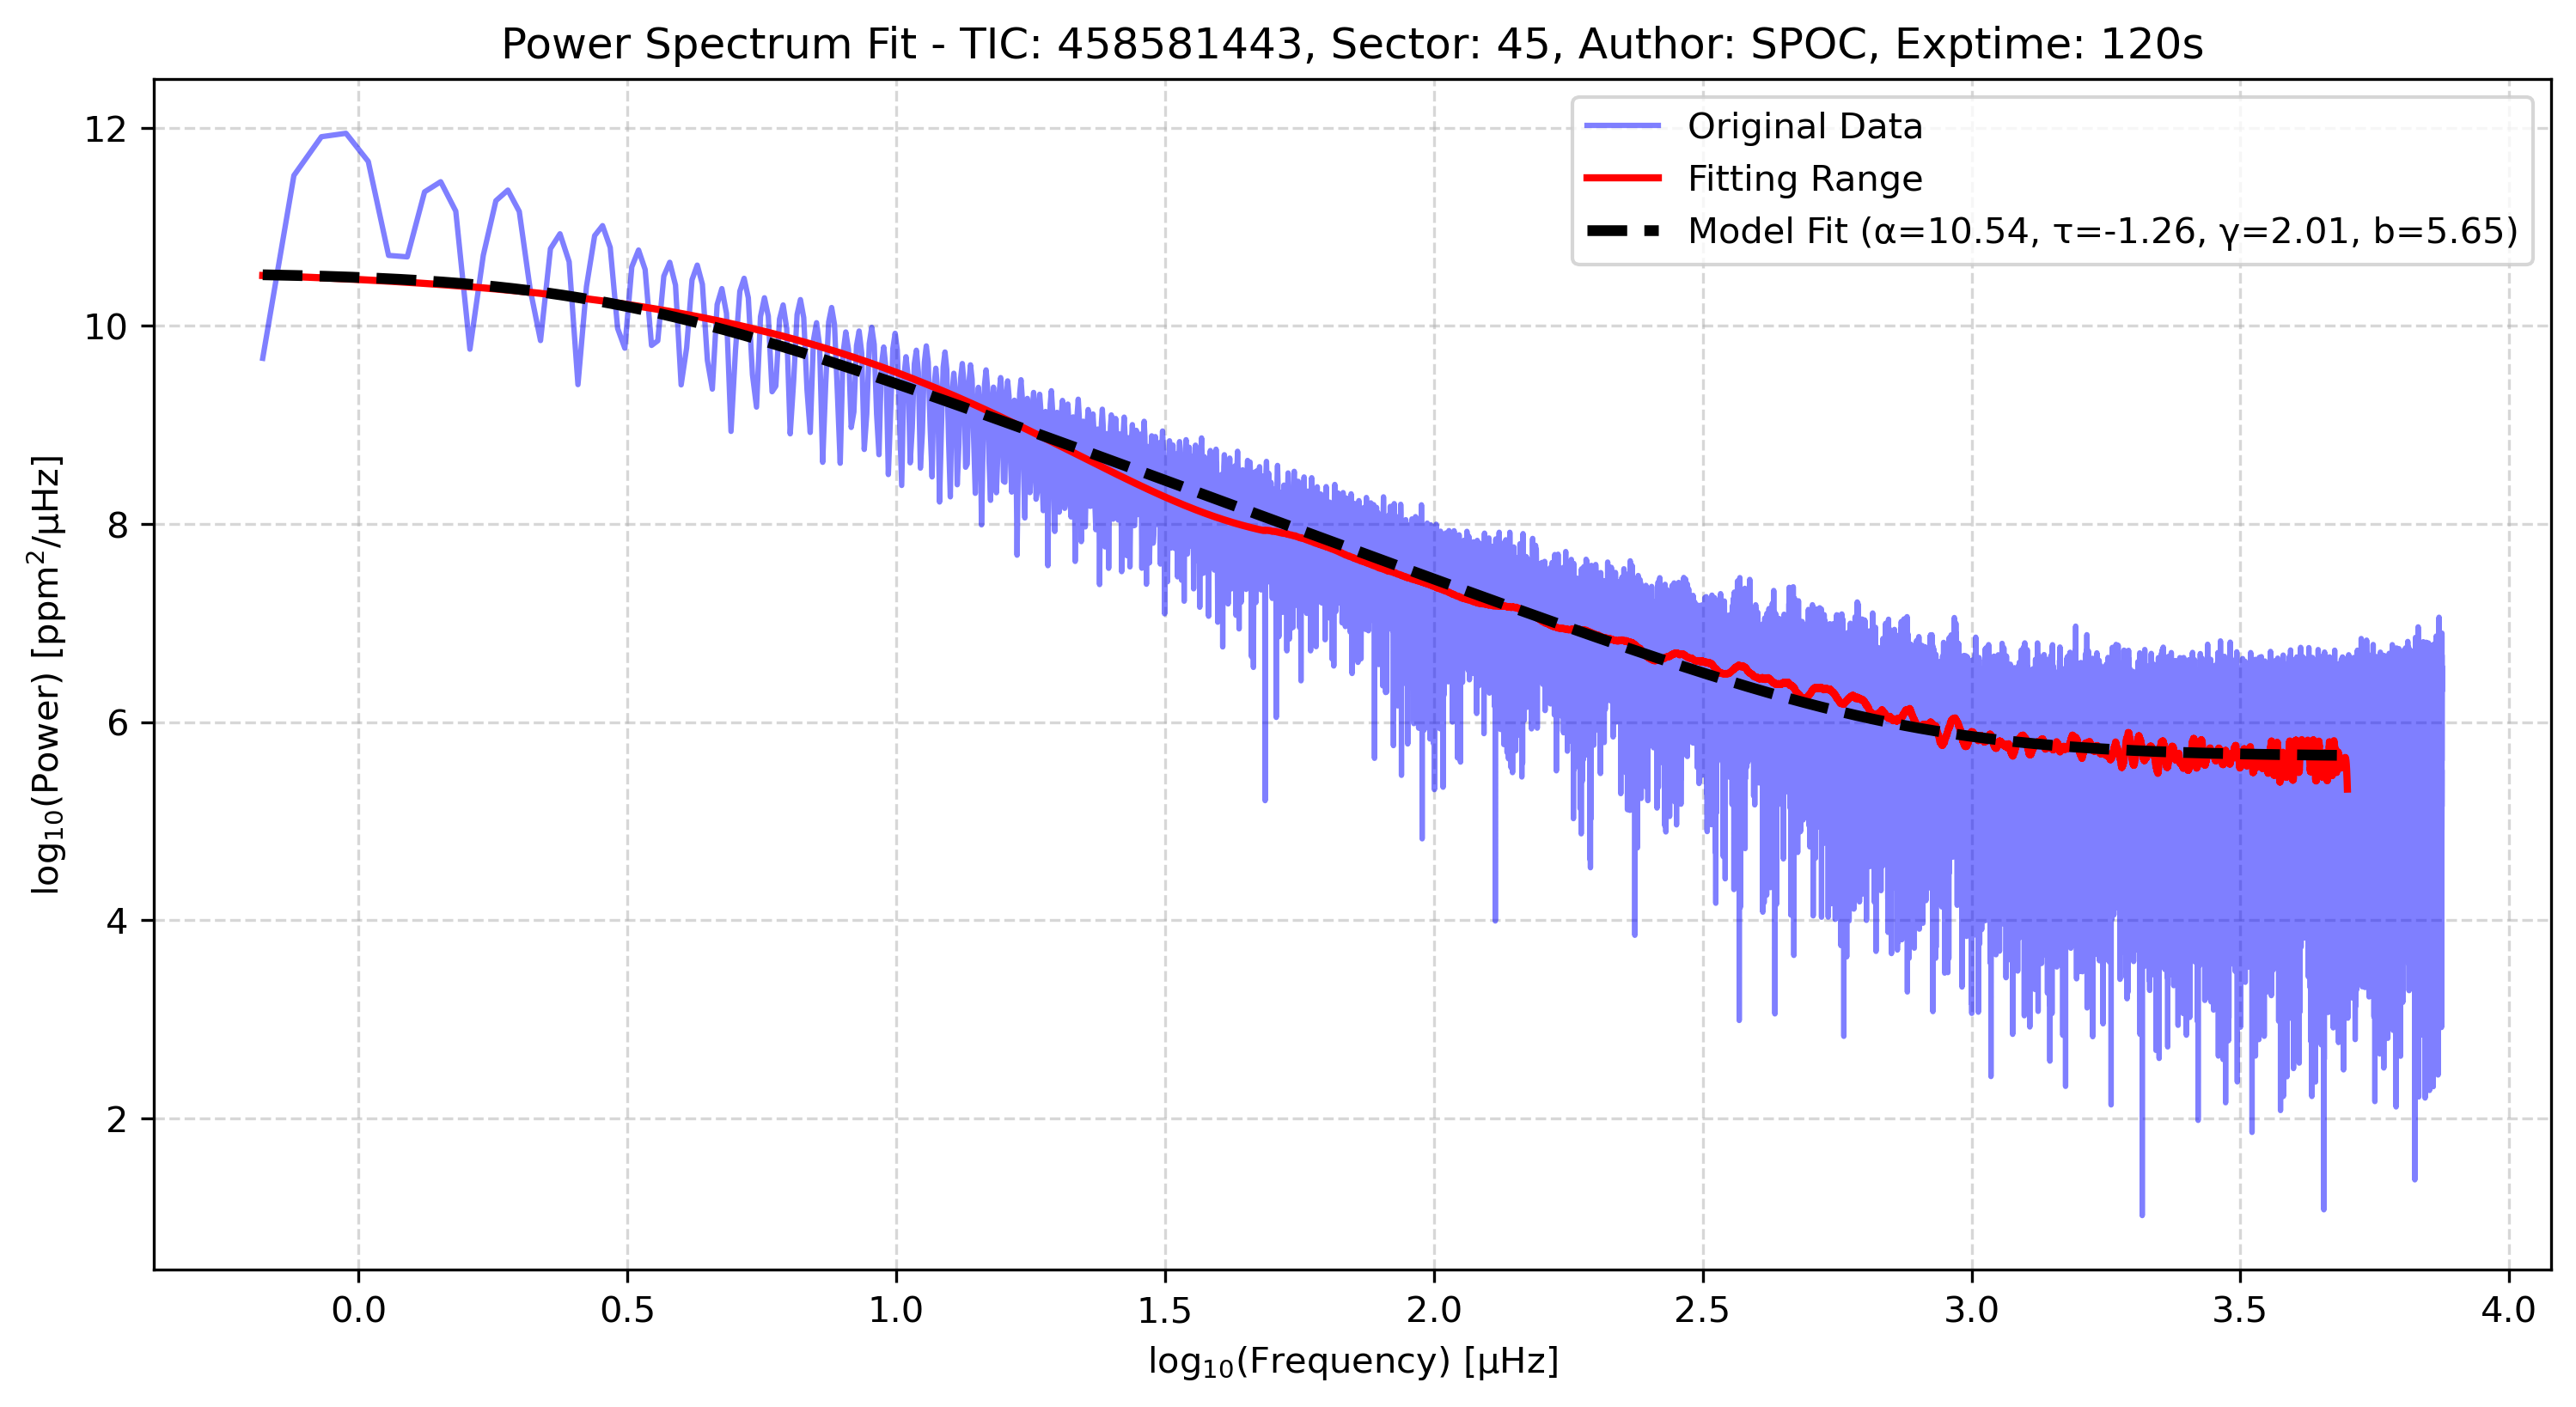 Power Spectrum Fit - TIC: 458581443, Sector: 45, Author: SPOC, Exptime: 120s
Original Data
Fitting Range
Model Fit (α=10.54, τ=-1.26, γ=2.01, b=5.65)
log₁₀(Power) [ppm²/μHz]
12
10
8
6
4
2
0.0 0.5 1.0 1.5 2.0 2.5 3.0 3.5 4.0
log₁₀(Frequency) [μHz]